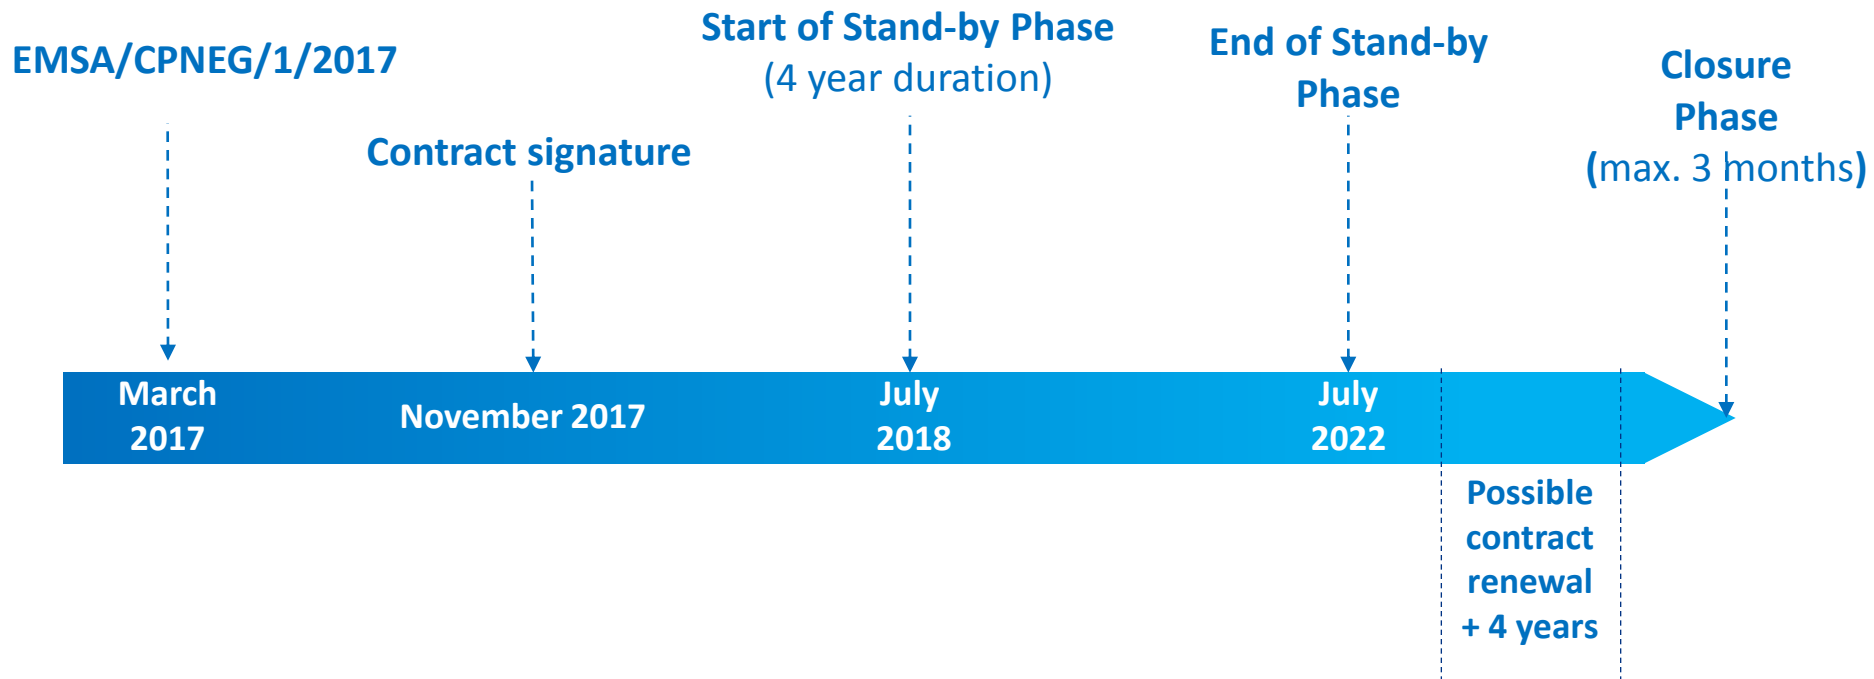 EMSA/CPNEG/1/2017
Contract signature
Start of Stand-by Phase
(4 year duration)
End of Stand-by
Phase
Closure
Phase
(max. 3 months)
March
2017
November 2017
July
2018
July
2022
Possible
contract
renewal
+ 4 years